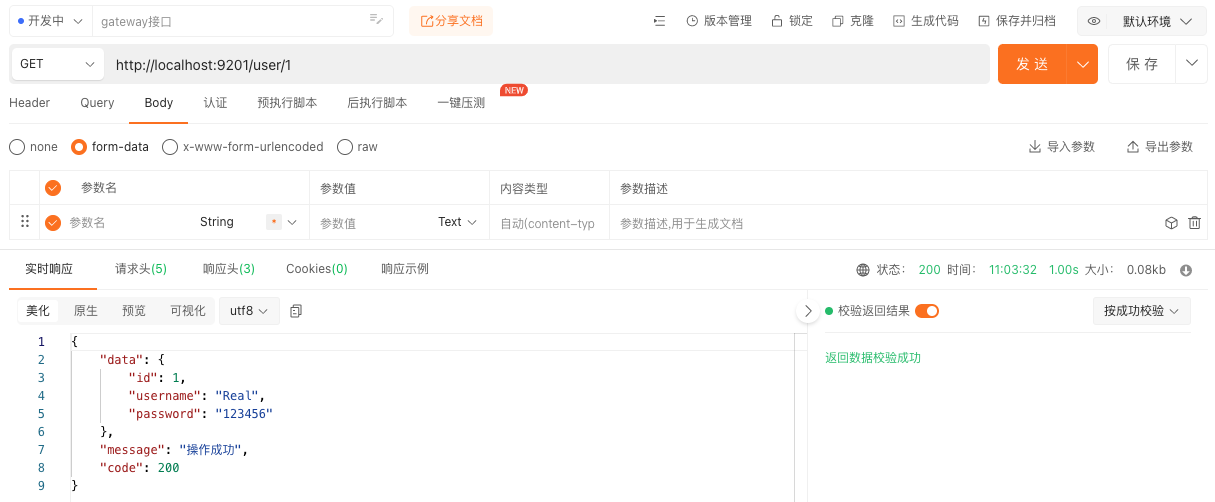 开发中 gateway接口 分享文档 版本管理 锁定 克隆 生成代码 保存并归档 默认环境
GET http://localhost:9201/user/1 发 送 保 存
Header Query Body 认证 预执行脚本 后执行脚本 一键压测 NEW
none form-data x-www-form-urlencoded raw 导入参数 导出参数
参数名 参数值 内容类型 参数描述
参数名 String * 参数值 Text 自动(content-typ 参数描述,用于生成文档
实时响应 请求头(5) 响应头(3) Cookies(0) 响应示例 状态: 200 时间: 11:03:32 1.00s 大小: 0.08kb
美化 原生 预览 可视化 utf8 校验返回结果 按成功校验
返回数据校验成功
1 {
2 "data": {
3 "id": 1,
4 "username": "Real",
5 "password": "123456"
6 },
7 "message": "操作成功",
8 "code": 200
9 }